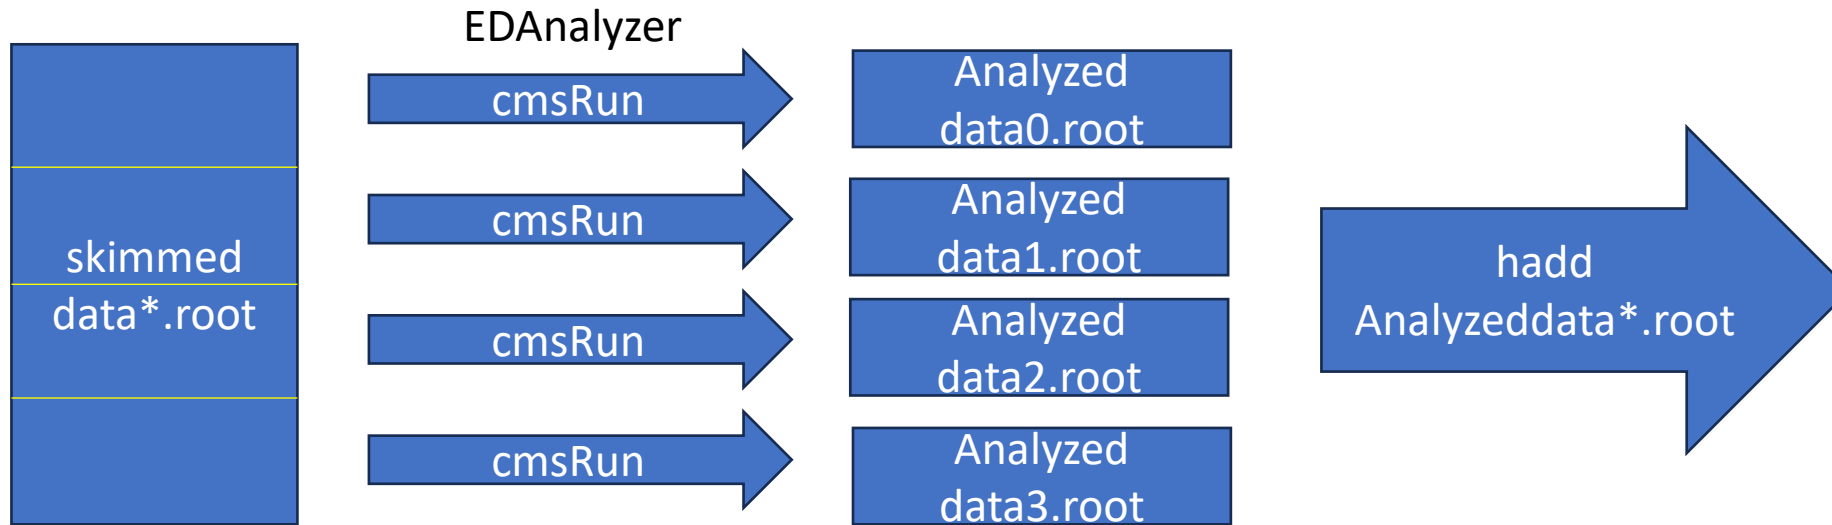 EDAnalyzer
skimmed
data*.root
cmsRun
cmsRun
cmsRun
cmsRun
Analyzed
data0.root
Analyzed
data1.root
Analyzed
data2.root
Analyzed
data3.root
hadd
Analyzeddata*.root